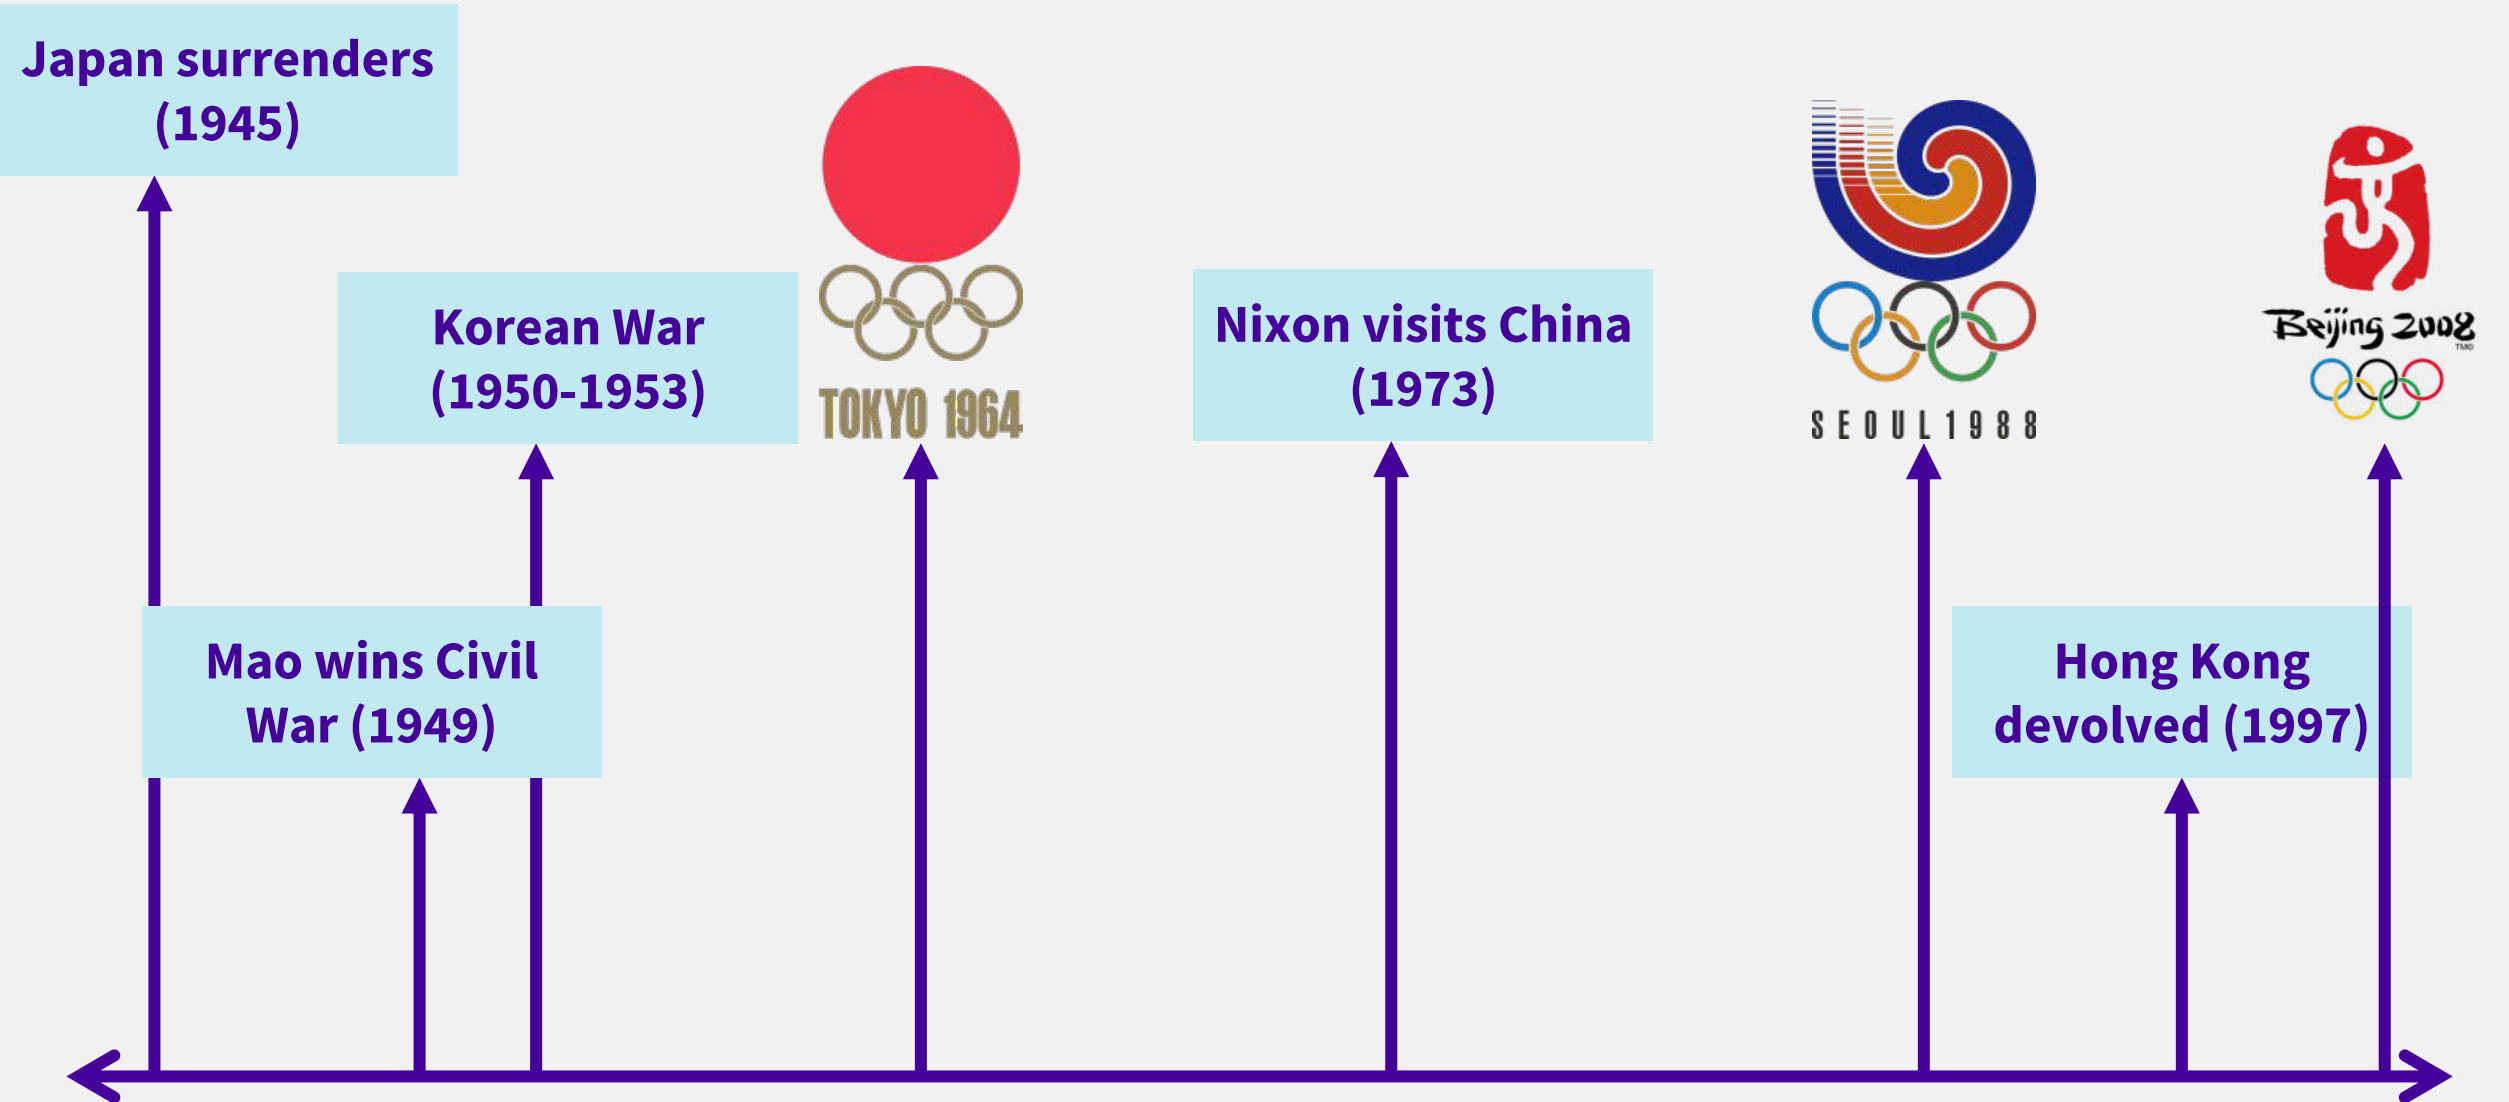 Japan surrenders
(1945)
Korean War
(1950-1953)
TOKYO 1964
Nixon visits China
(1973)
SEOUL 1988
Beijing 2008
TM©
Mao wins Civil
War (1949)
Hong Kong
devolved (1997)